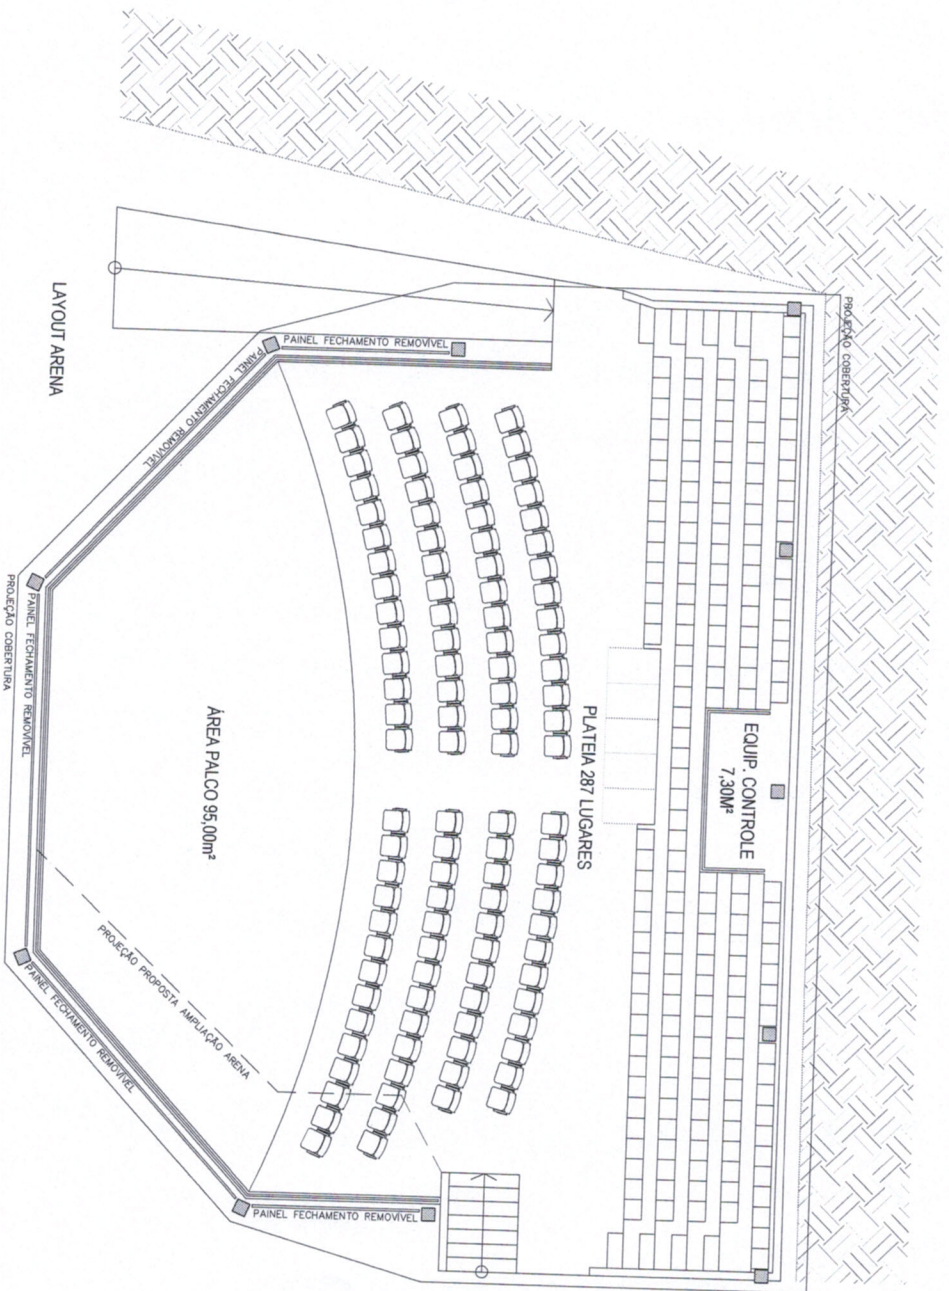 PROJEÇÃO COBERTURA
EQUIP. CONTROLE
7,30M²
PLATEIA 287 LUGARES
ÁREA PALCO 95,00m²
PROJEÇÃO PROPOSTA AMPLIAÇÃO ARENA
PAINEL FECHAMENTO REMOVÍVEL
PAINEL FECHAMENTO REMOVÍVEL
PAINEL FECHAMENTO REMOVÍVEL
PAINEL FECHAMENTO REMOVÍVEL
PAINEL FECHAMENTO REMOVÍVEL
PROJEÇÃO COBERTURA
LAYOUT ARENA